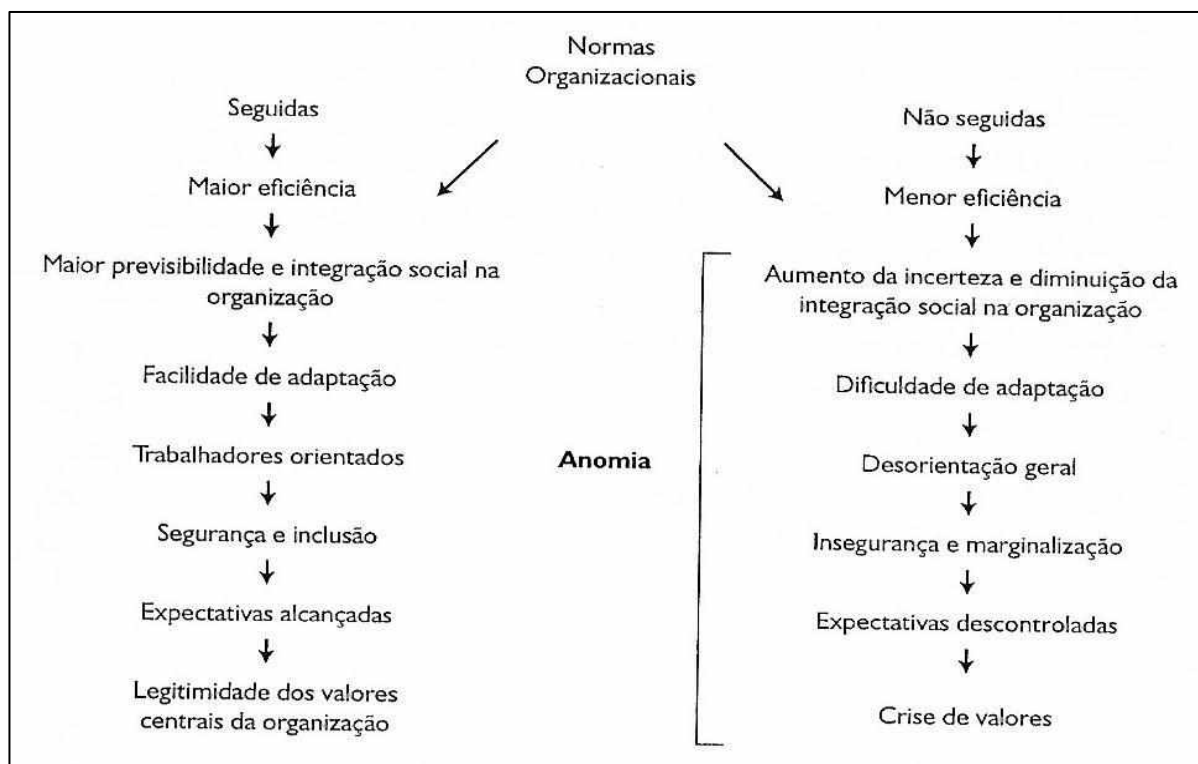 Normas
Organizacionais
Seguidas
Maior eficiência
Maior previsibilidade e integração social na
organização
Facilidade de adaptação
Trabalhadores orientados
Segurança e inclusão
Expectativas alcançadas
Legitimidade dos valores
centrais da organização
Anomia
Não seguidas
Menor eficiência
Aumento da incerteza e diminuição da
integração social na organização
Dificuldade de adaptação
Desorientação geral
Insegurança e marginalização
Expectativas descontroladas
Crise de valores